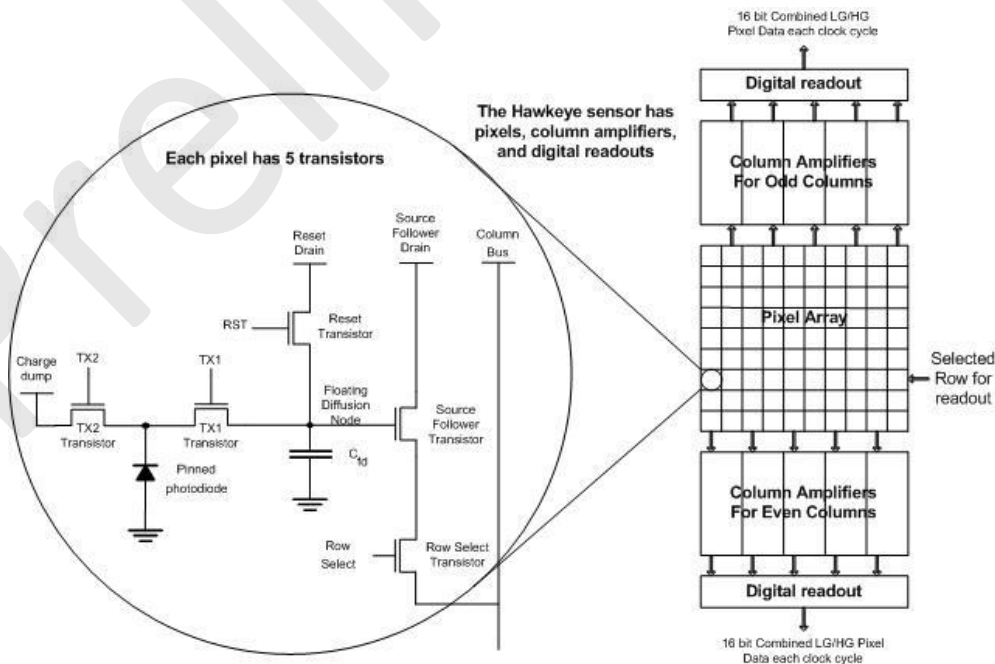 Preli
16 bit Combined LG/HG
Pixel Data each clock cycle
Digital readout
The Hawkeye sensor has
pixels, column amplifiers,
and digital readouts
Column Amplifiers
For Odd Columns
Each pixel has 5 transistors
Reset
Drain
Source
Follower
Drain
Column
Bus
RST
Reset
Transistor
Pixel Array
Charge
dump
TX2
TX1
Floating
Diffusion
Node
Selected
Row for
readout
TX2
Transistor
TX1
Transistor
Source
Follower
Transistor
Cfd
Pinned
photodiode
Column Amplifiers
For Even Columns
Row
Select
Row Select
Transistor
Digital readout
16 bit Combined LG/HG Pixel
Data each clock cycle